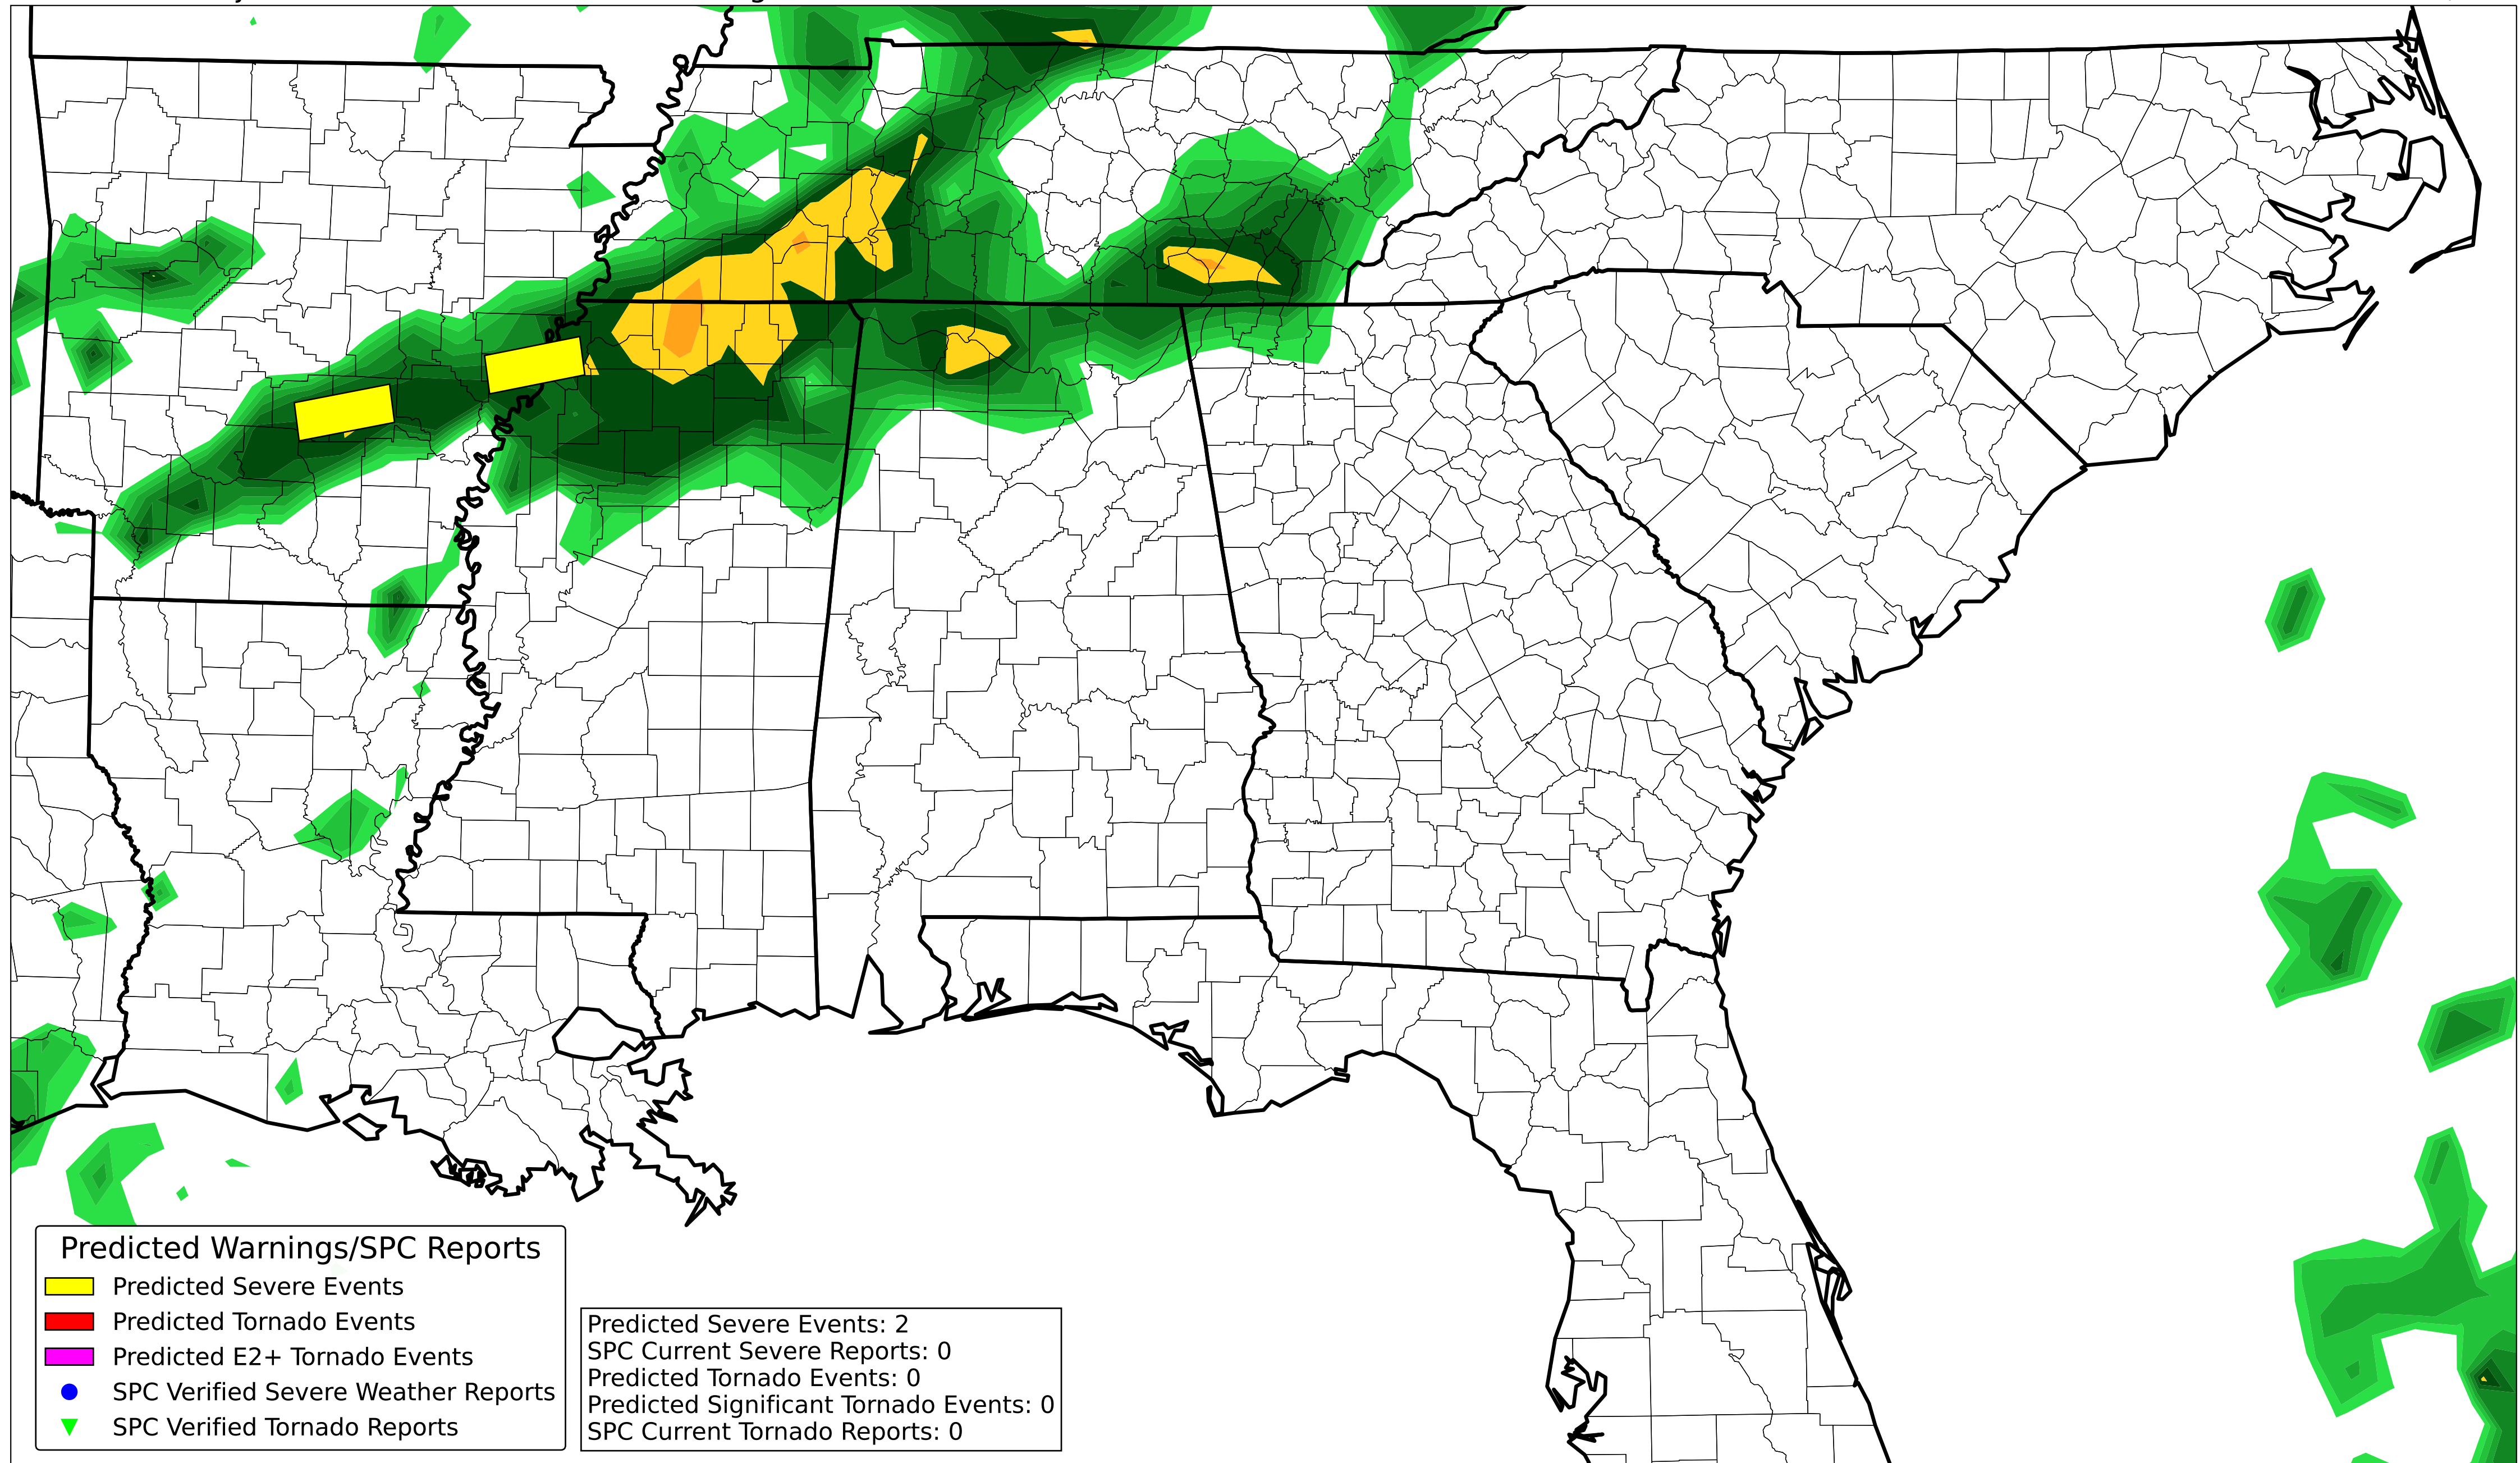 Predicted Warnings/SPC Reports
Predicted Severe Events
Predicted Tornado Events
Predicted E2+ Tornado Events
SPC Verified Severe Weather Reports
SPC Verified Tornado Reports
Predicted Severe Events: 2
SPC Current Severe Reports: 0
Predicted Tornado Events: 0
Predicted Significant Tornado Events: 0
SPC Current Tornado Reports: 0